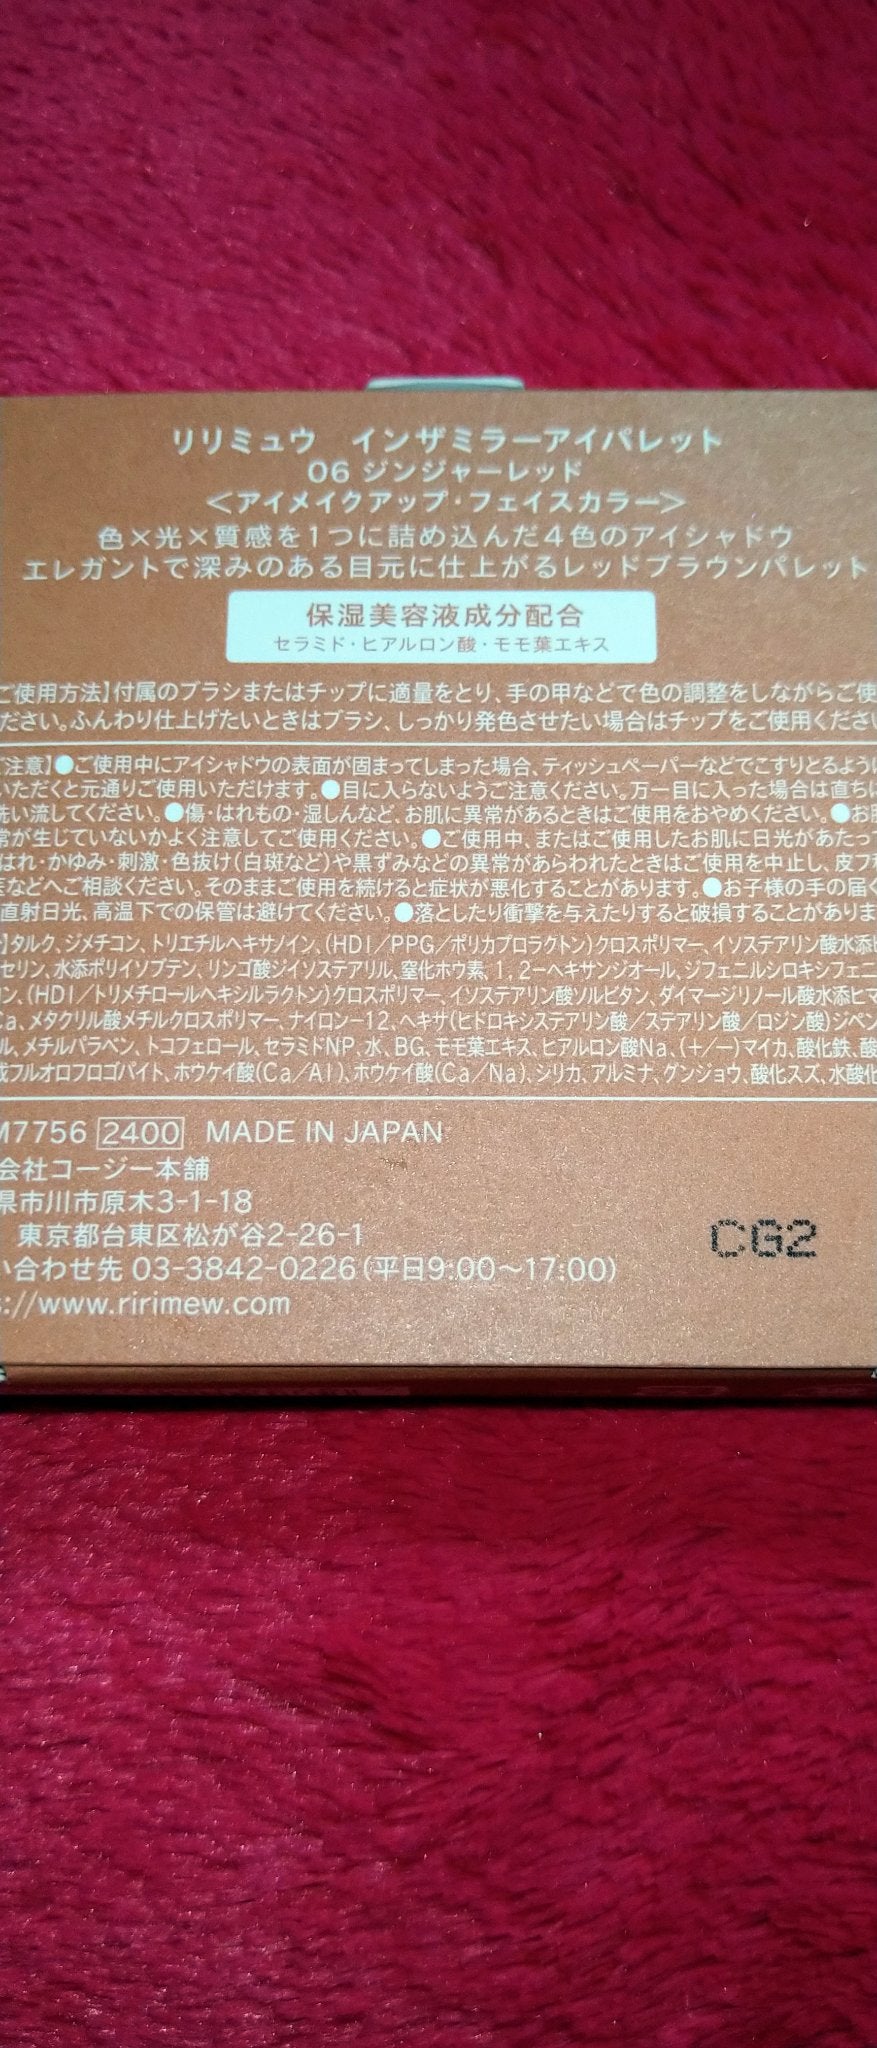 リリミュウ　インザミラーアイパレット
06 ジンジャーレッド
＜アイメイクアップ・フェイスカラー＞
色×光×質感を1つに詰め込んだ4色のアイシャドウ
エレガントで深みのある目元に仕上がるレッドブラウンパレット
保湿美容液成分配合
セラミド・ヒアルロン酸・モモ葉エキス
ご使用方法】付属のブラシまたはチップに適量をとり、手の甲などで色の調整をしながらご使
ださい。ふんわり仕上げたいときはブラシ、しっかり発色させたい場合はチップをご使用くださ
ご注意】●ご使用中にアイシャドウの表面が固まってしまった場合、ティッシュペーパーなどでこすりとるように
いただくと元通りご使用いただけます。●目に入らないようご注意ください。万一目に入った場合は直ちに
洗い流してください。●傷・はれもの・湿しんなど、お肌に異常があるときはご使用をおやめください。●お肌
常が生じていないかよく注意してご使用ください。●ご使用中、またはご使用したお肌に日光があたっ
はれ・かゆみ・刺激・色抜け(白斑など)や黒ずみなどの異常があらわれたときはご使用を中止し、皮フ科
などへご相談ください。そのままご使用を続けると症状が悪化することがあります。●お子様の手の届く
直射日光、高温下での保管は避けてください。●落としたり衝撃を与えたりすると破損することがありま
】タルク、ジメチコン、トリエチルヘキサノイン、(HDI／PPG／ポリカプロラクトン)クロスポリマー、イソステアリン酸水添ヒ
セリン、水添ポリイソブテン、リンゴ酸ジイソステアリル、窒化ホウ素、1,2-ヘキサンジオール、ジフェニルシロキシフェニ
ン、(HDI／トリメチロールヘキシルラクトン)クロスポリマー、イソステアリン酸ソルビタン、ダイマージリノール酸水添ヒマ
Ca、メタクリル酸メチルクロスポリマー、ナイロン-12、ヘキサ(ヒドロキシステアリン酸／ステアリン酸／ロジン酸)ジペン
ル、メチルパラベン、トコフェロール、セラミドNP、水、BG、モモ葉エキス、ヒアルロン酸Na、(+/−)マイカ、酸化鉄、酸
成フルオロフロゴパイト、ホウケイ酸(Ca／Al)、ホウケイ酸(Ca／Na)、シリカ、アルミナ、グンジョウ、酸化スズ、水酸化
M7756 2400 MADE IN JAPAN
会社コージー本舗
県市川市原木3-1-18
東京都台東区松が谷2-26-1
い合わせ先 03-3842-0226(平日9:00～17:00)
s://www.ririmew.com
CG2